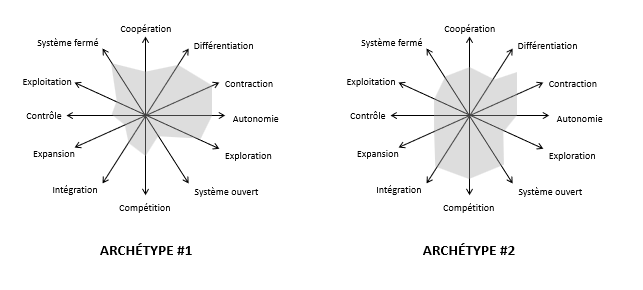 Coopération
Système fermé
Différentiation
Exploitation
Contraction
Contrôle
Autonomie
Expansion
Exploration
Intégration
Système ouvert
Compétition
ARCHÉTYPE #1
Coopération
Système fermé
Différentiation
Exploitation
Contraction
Contrôle
Autonomie
Expansion
Exploration
Intégration
Système ouvert
Compétition
ARCHÉTYPE #2